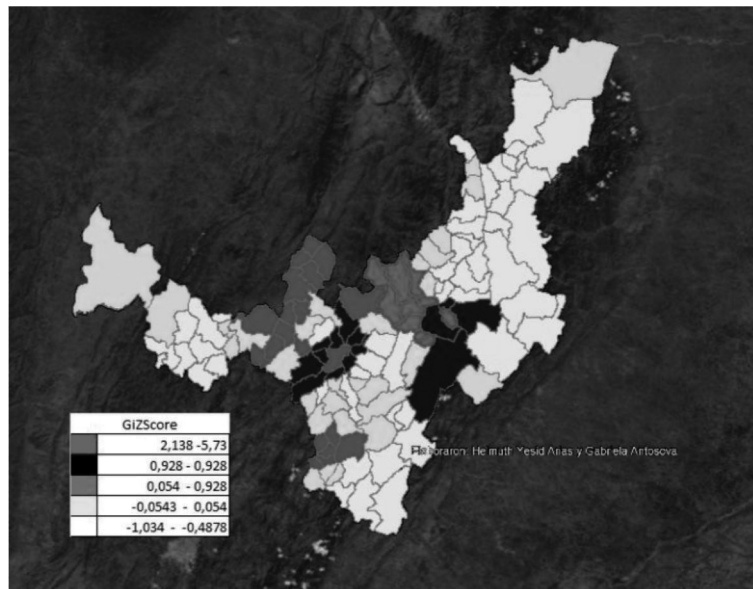 GiZScore
2,138 -5,73
0,928 - 0,928
0,054 - 0,928
-0,0543 - 0,054
-1,034 - -0,4878
Elaboraron: Helmuth Yesid Arias y Gabriela Antosova